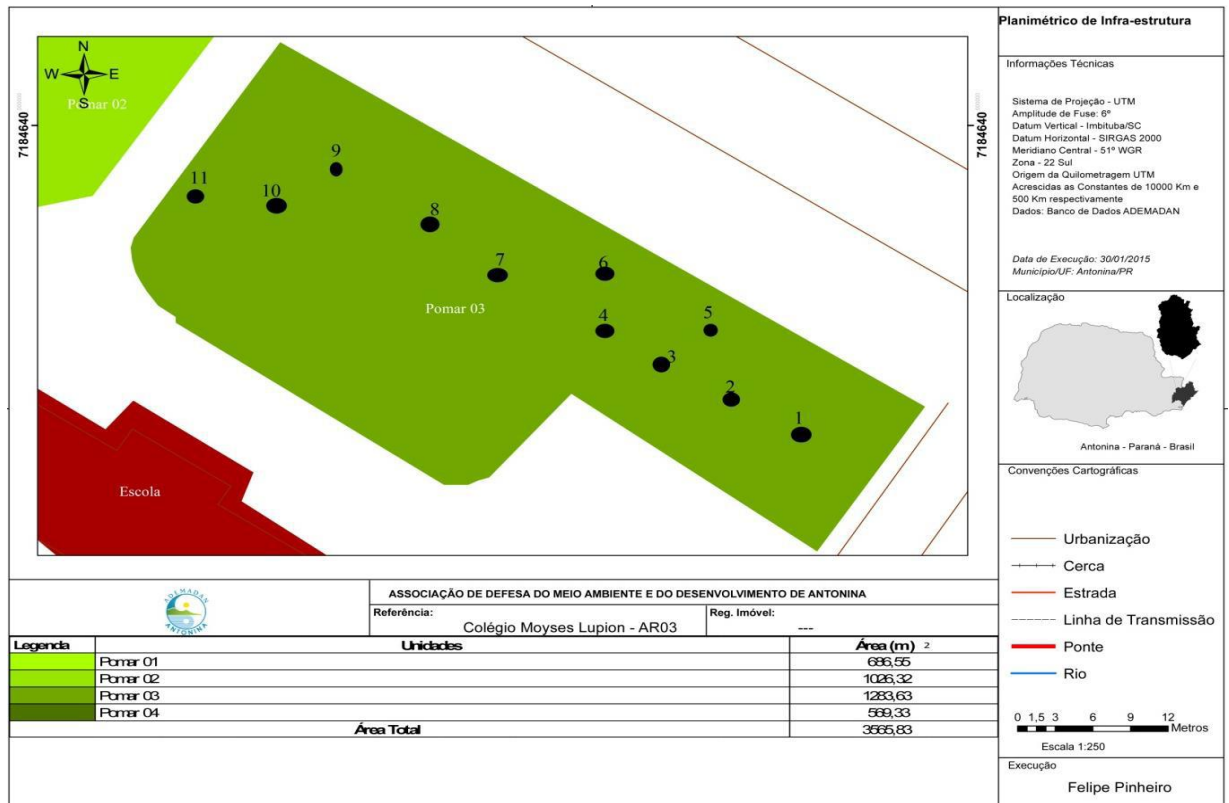 N
W E
S
Pomar 02
7184640
7184640
9
11
10
8
7
6
Pomar 03
4
5
3
2
1
Escola
Planimétrico de Infra-estrutura
Informações Técnicas
Sistema de Projeção - UTM
Amplitude de Fuse: 6º
Datum Vertical - Imbituba/SC
Datum Horizontal - SIRGAS 2000
Meridiano Central - 51º WGR
Zona - 22 Sul
Origem da Quilometragem UTM
Acrescidas as Constantes de 10000 Km e
500 Km respectivamente
Dados: Banco de Dados ADEMADAN
Data de Execução: 30/01/2015
Município/UF: Antonina/PR
Localização
Antonina - Paraná - Brasil
Convenções Cartográficas
Urbanização
Cerca
Estrada
Linha de Transmissão
Ponte
Rio
0 1,5 3 6 9 12
Metros
Escala 1:250
Execução
Felipe Pinheiro
ADEMADAN
ANTONINA
ASSOCIAÇÃO DE DEFESA DO MEIO AMBIENTE E DO DESENVOLVIMENTO DE ANTONINA
Referência: Reg. Imóvel:
Colégio Moyses Lupion - AR03 ---
Legenda Unidades Área (m) 2
Pomar 01 686,55
Pomar 02 1026,32
Pomar 03 1283,63
Pomar 04 569,33
Área Total 3565,83